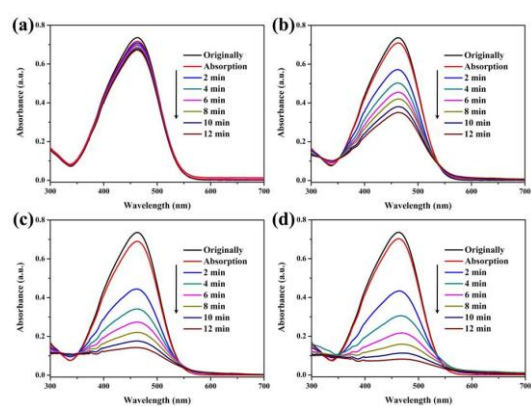 (a)
0.8
0.6
0.4
0.2
0.0
Absorbance (a.u.)
Originally
Absorption
2 min
4 min
6 min
8 min
10 min
12 min
300 400 500 600 700
Wavelength (nm)
(b)
0.8
0.6
0.4
0.2
0.0
Absorbance (a.u.)
Originally
Absorption
2 min
4 min
6 min
8 min
10 min
12 min
300 400 500 600 700
Wavelength (nm)
(c)
0.8
0.6
0.4
0.2
0.0
Absorbance (a.u.)
Originally
Absorption
2 min
4 min
6 min
8 min
10 min
12 min
300 400 500 600 700
Wavelength (nm)
(d)
0.8
0.6
0.4
0.2
0.0
Absorbance (a.u.)
Originally
Absorption
2 min
4 min
6 min
8 min
10 min
12 min
300 400 500 600 700
Wavelength (nm)